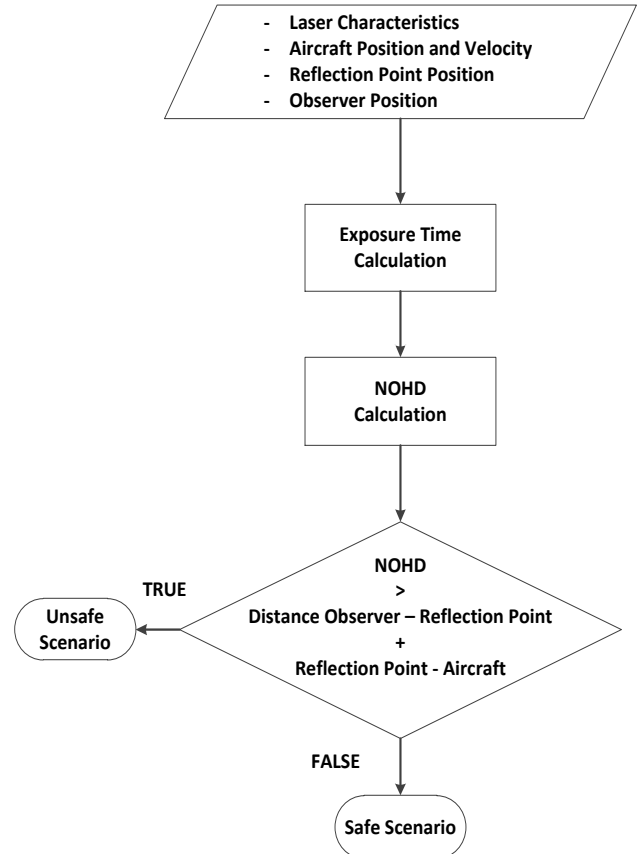 - Laser Characteristics
- Aircraft Position and Velocity
- Reflection Point Position
- Observer Position
Exposure Time
Calculation
NOHD
Calculation
NOHD
>
Distance Observer – Reflection Point
+
Reflection Point - Aircraft
TRUE
Unsafe
Scenario
FALSE
Safe Scenario